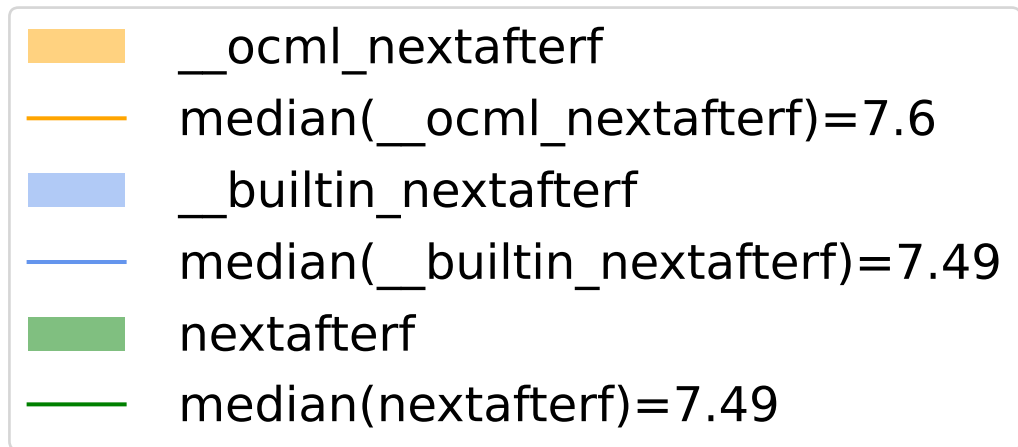 __ocml_nextafterf
median(__ocml_nextafterf)=7.6
__builtin_nextafterf
median(__builtin_nextafterf)=7.49
nextafterf
median(nextafterf)=7.49